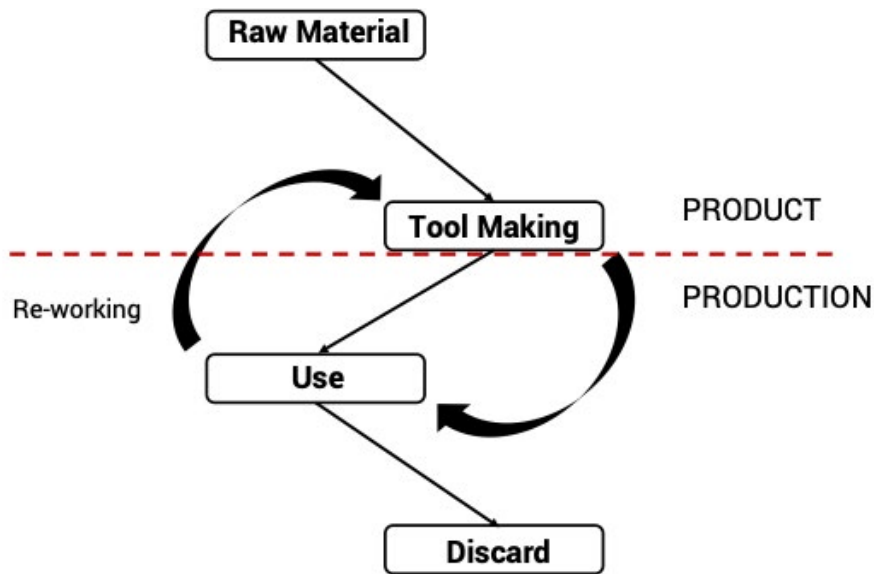 Raw Material
Tool Making
PRODUCT
PRODUCTION
Re-working
Use
Discard